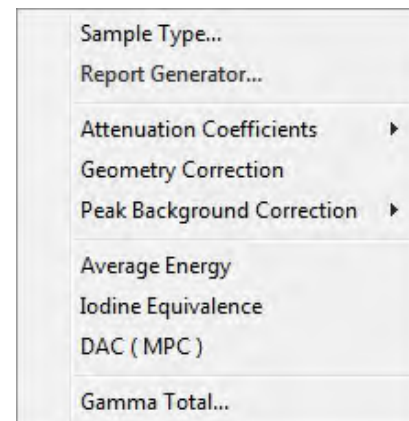 Sample Type...
Report Generator...
Attenuation Coefficients
Geometry Correction
Peak Background Correction
Average Energy
Iodine Equivalence
DAC ( MPC )
Gamma Total...